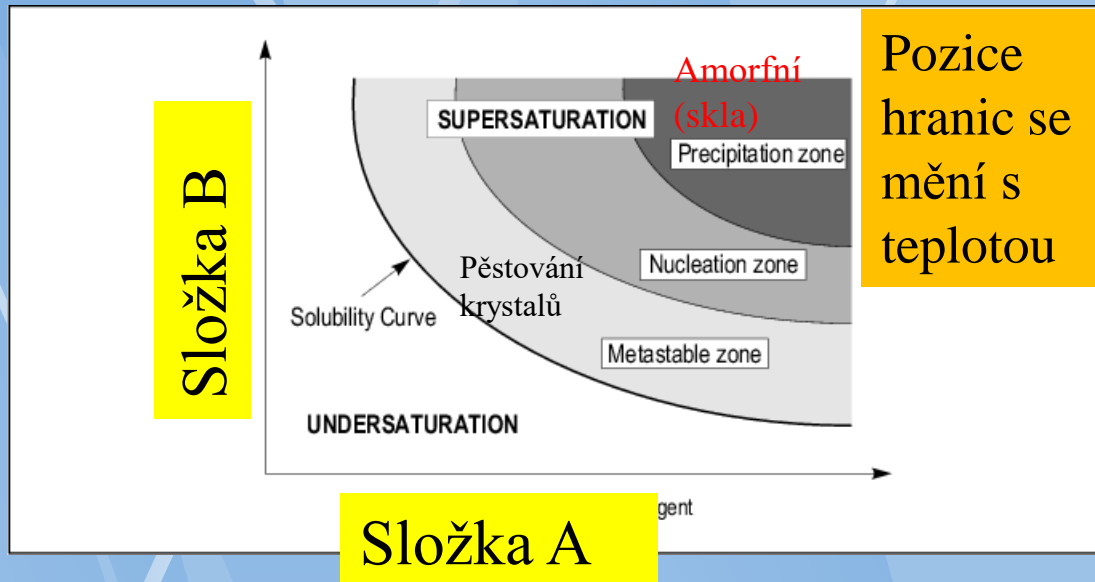 Pozice
hranic se
mění s
teplotou
Amorfní
(skla)
SUPERSATURATION
Precipitation zone
Složka B
Pěstování
krystalů
Nucleation zone
Solubility Curve
Metastable zone
UNDERSATURATION
gent
Složka A